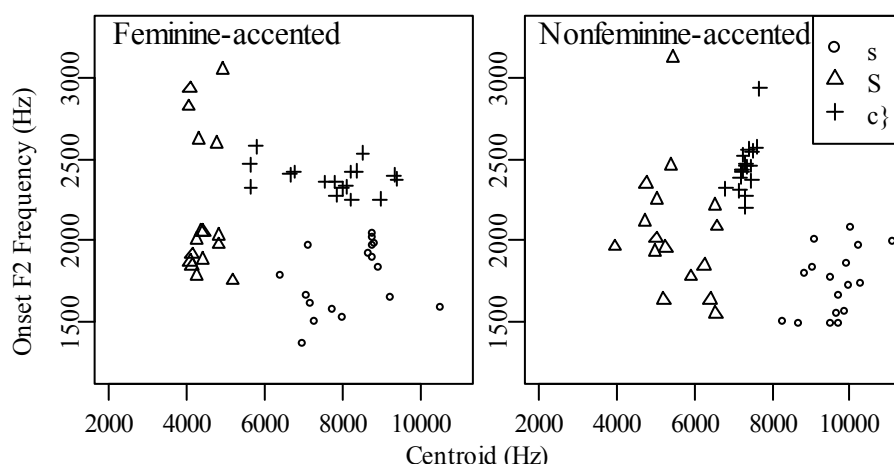 Feminine-accented
Nonfeminine-accented
s
S
c}
Onset F2 Frequency (Hz)
3000
2500
2000
1500
3000
2500
2000
1500
2000 4000 6000 8000 10000
2000 4000 6000 8000 10000
Centroid (Hz)